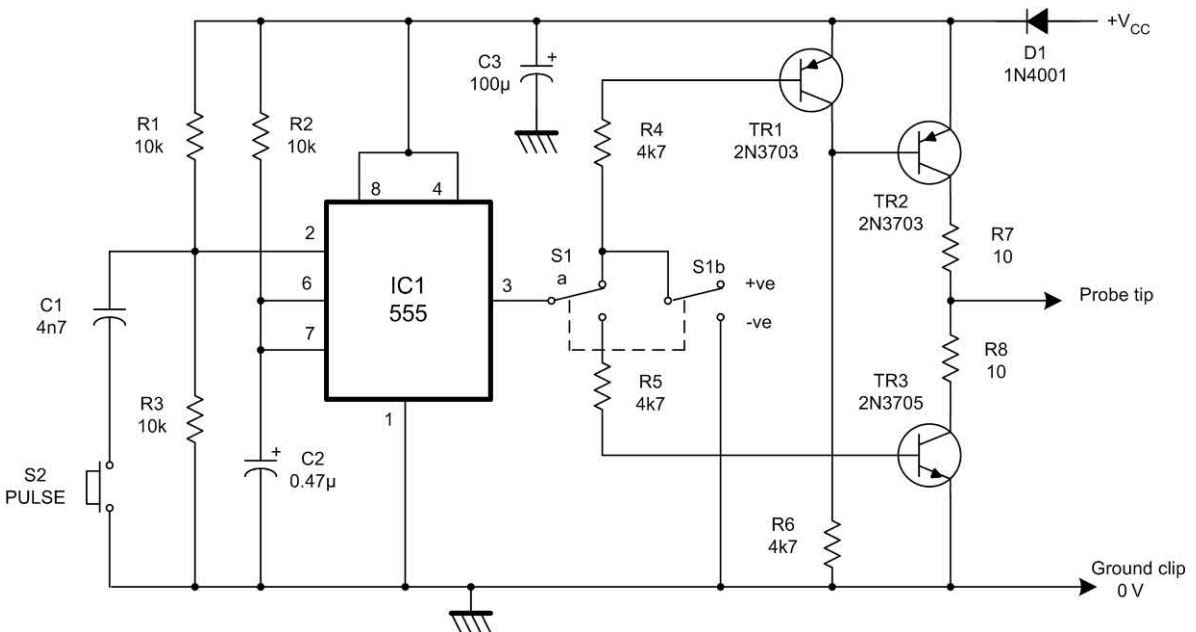 +VCC
D1
1N4001
C3
100µ
+
R1
10k
R2
10k
R4
4k7
TR1
2N3703
TR2
2N3703
8
4
2
6
7
3
1
IC1
555
S1
a
S1b
+ve
-ve
R7
10
Probe tip
C1
4n7
R3
10k
R5
4k7
R8
10
TR3
2N3705
S2
PULSE
+
C2
0.47µ
R6
4k7
Ground clip
0 V